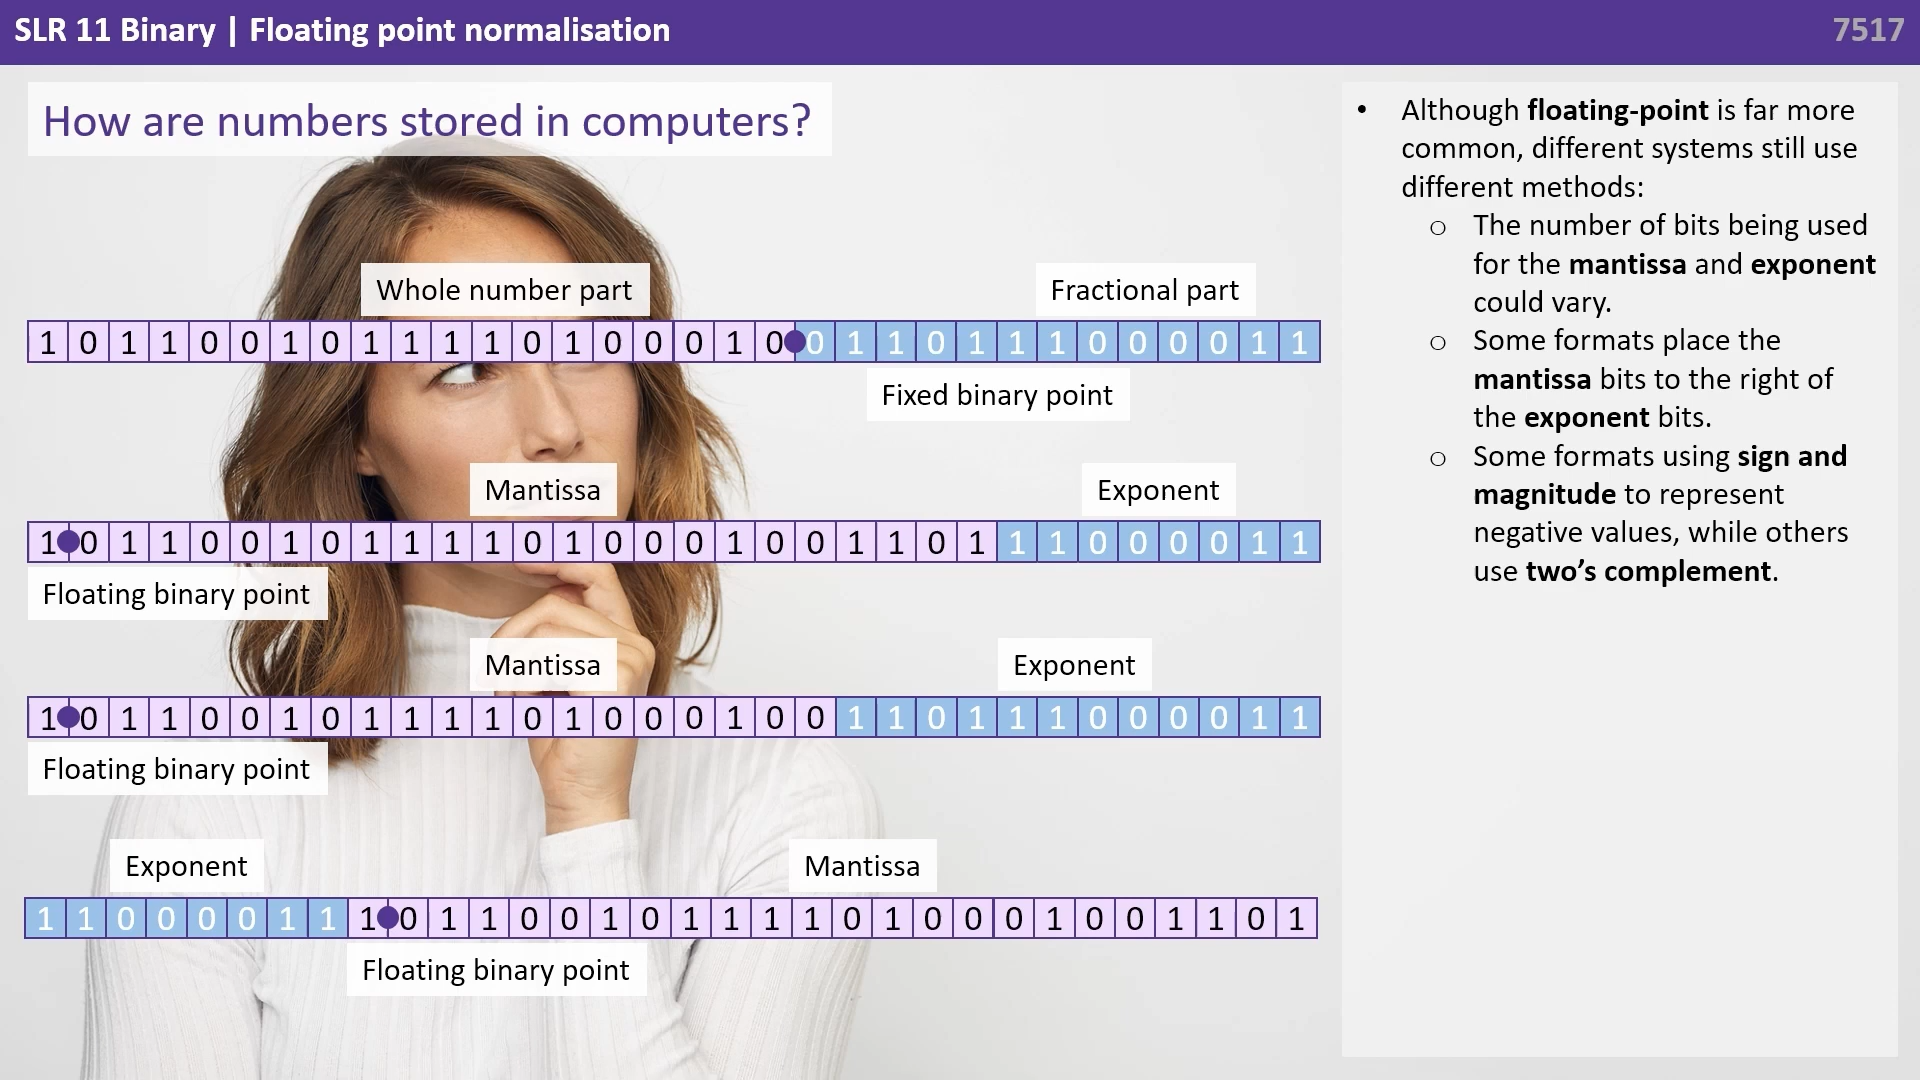 SLR 11 Binary | Floating point normalisation
7517
How are numbers stored in computers?
Whole number part
Fractional part
1 0 1 1 0 0 1 0 1 1 1 1 0 1 0 0 0 1 0 0 1 1 0 1 1 1 0 0 0 0 1 1
Fixed binary point
Mantissa
Exponent
1 0 1 1 0 0 1 0 1 1 1 1 0 1 0 0 0 1 0 0 1 1 0 1 1 1 0 0 0 0 1 1
Floating binary point
Mantissa
Exponent
1 0 1 1 0 0 1 0 1 1 1 1 0 1 0 0 0 1 0 0 1 1 0 1 1 1 0 0 0 0 1 1
Floating binary point
Exponent
Mantissa
1 1 0 0 0 0 1 1 1 0 1 1 0 0 1 0 1 1 1 1 0 1 0 0 0 1 0 0 1 1 0 1
Floating binary point
• Although floating-point is far more
common, different systems still use
different methods:
o The number of bits being used
for the mantissa and exponent
could vary.
o Some formats place the
mantissa bits to the right of
the exponent bits.
o Some formats using sign and
magnitude to represent
negative values, while others
use two’s complement.